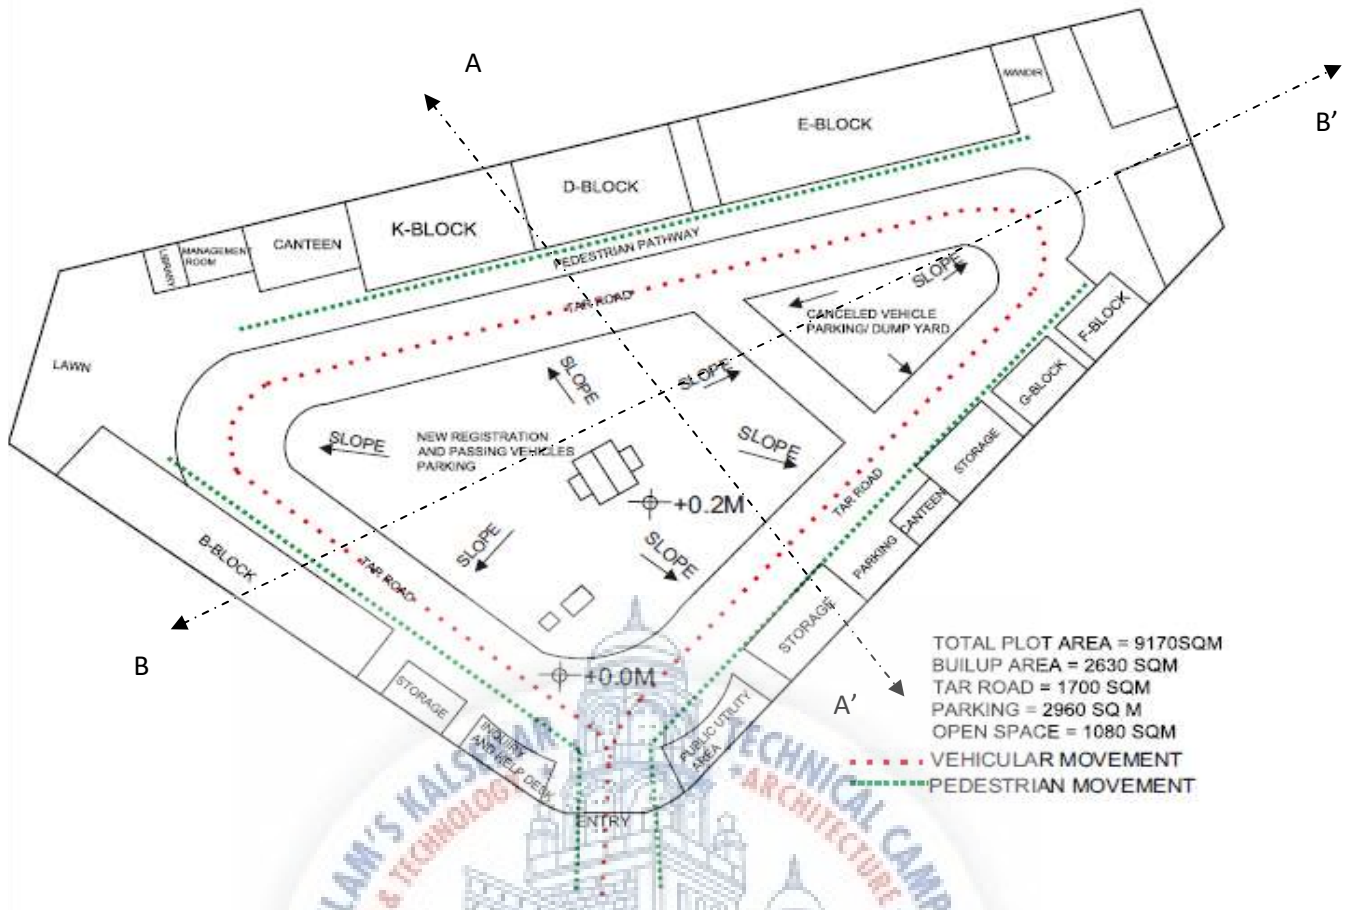 A
B'
MANDIR
E-BLOCK
D-BLOCK
K-BLOCK
CANTEEN
MANAGEMENT
ROOM
LIBRARY
PEDESTRIAN PATHWAY
TAR ROAD
SLOPE
CANCELED VEHICLE
PARKING/ DUMP YARD
LAWN
F-BLOCK
G-BLOCK
SLOPE
SLOPE
SLOPE
NEW REGISTRATION
AND PASSING VEHICLES
PARKING
SLOPE
STORAGE
TAR ROAD
+0.2M
CANTEEN
PARKING
SLOPE
SLOPE
B-BLOCK
TAR ROAD
STORAGE
B
+0.0M
STORAGE
A'
PUBLIC UTILITY
AREA
INQUIRY
AND HELP DESK
ENTRY
TOTAL PLOT AREA = 9170SQM
BUILUP AREA = 2630 SQM
TAR ROAD = 1700 SQM
PARKING = 2960 SQ M
OPEN SPACE = 1080 SQM
VEHICULAR MOVEMENT
PEDESTRIAN MOVEMENT
LAM'S KALSEKAR TECHNICAL CAMP
& TECHNOLOG
ARCHITECTURE